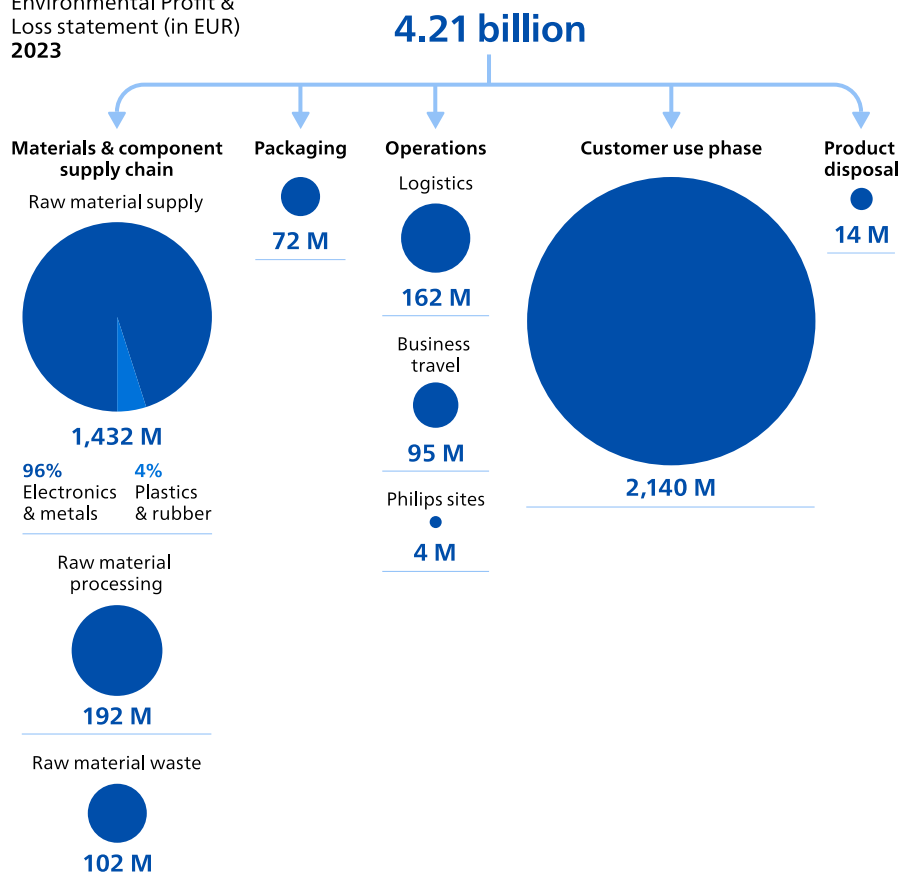 Environmental Profit &
Loss statement (in EUR)
2023
4.21 billion
Materials & component
supply chain
Raw material supply
1,432 M
96%
Electronics
& metals
4%
Plastics
& rubber
Raw material
processing
192 M
Raw material waste
102 M
Packaging
72 M
Operations
Logistics
162 M
Business
travel
95 M
Philips sites
4 M
Customer use phase
2,140 M
Product
disposal
14 M